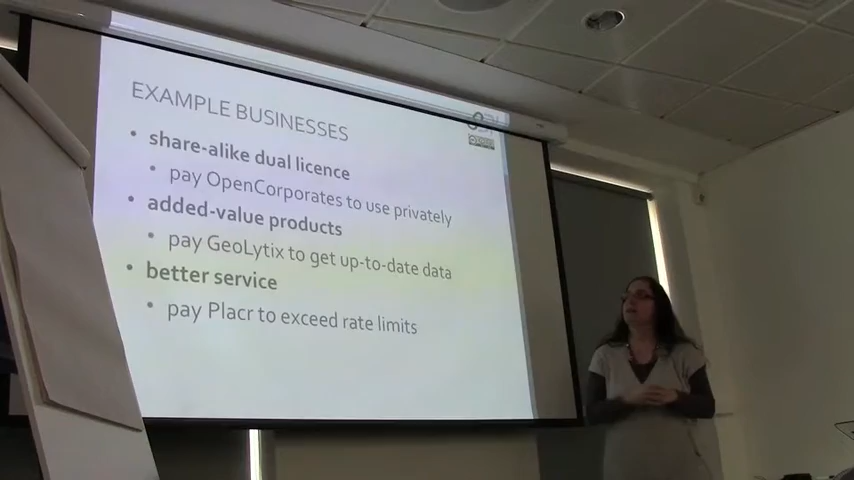 EXAMPLE BUSINESSES
• share-alike dual licence
• pay OpenCorporates to use privately
• added-value products
• pay GeoLytix to get up-to-date data
• better service
• pay Placr to exceed rate limits